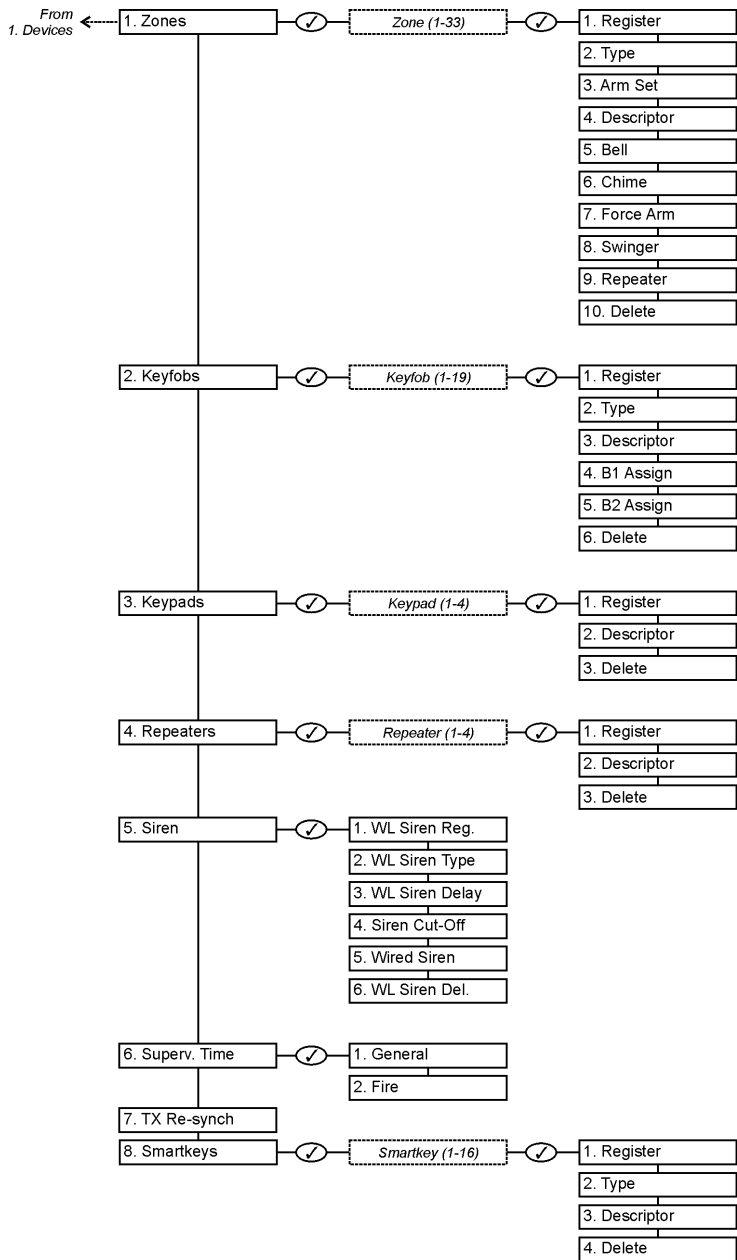 From
1. Devices
1. Zones
Zone (1-33)
1. Register
2. Type
3. Arm Set
4. Descriptor
5. Bell
6. Chime
7. Force Arm
8. Swinger
9. Repeater
10. Delete
2. Keyfobs
Keyfob (1-19)
1. Register
2. Type
3. Descriptor
4. B1 Assign
5. B2 Assign
6. Delete
3. Keypads
Keypad (1-4)
1. Register
2. Descriptor
3. Delete
4. Repeaters
Repeater (1-4)
1. Register
2. Descriptor
3. Delete
5. Siren
1. WL Siren Reg.
2. WL Siren Type
3. WL Siren Delay
4. Siren Cut-Off
5. Wired Siren
6. WL Siren Del.
6. Superv. Time
1. General
2. Fire
7. TX Re-synch
8. Smartkeys
Smartkey (1-16)
1. Register
2. Type
3. Descriptor
4. Delete